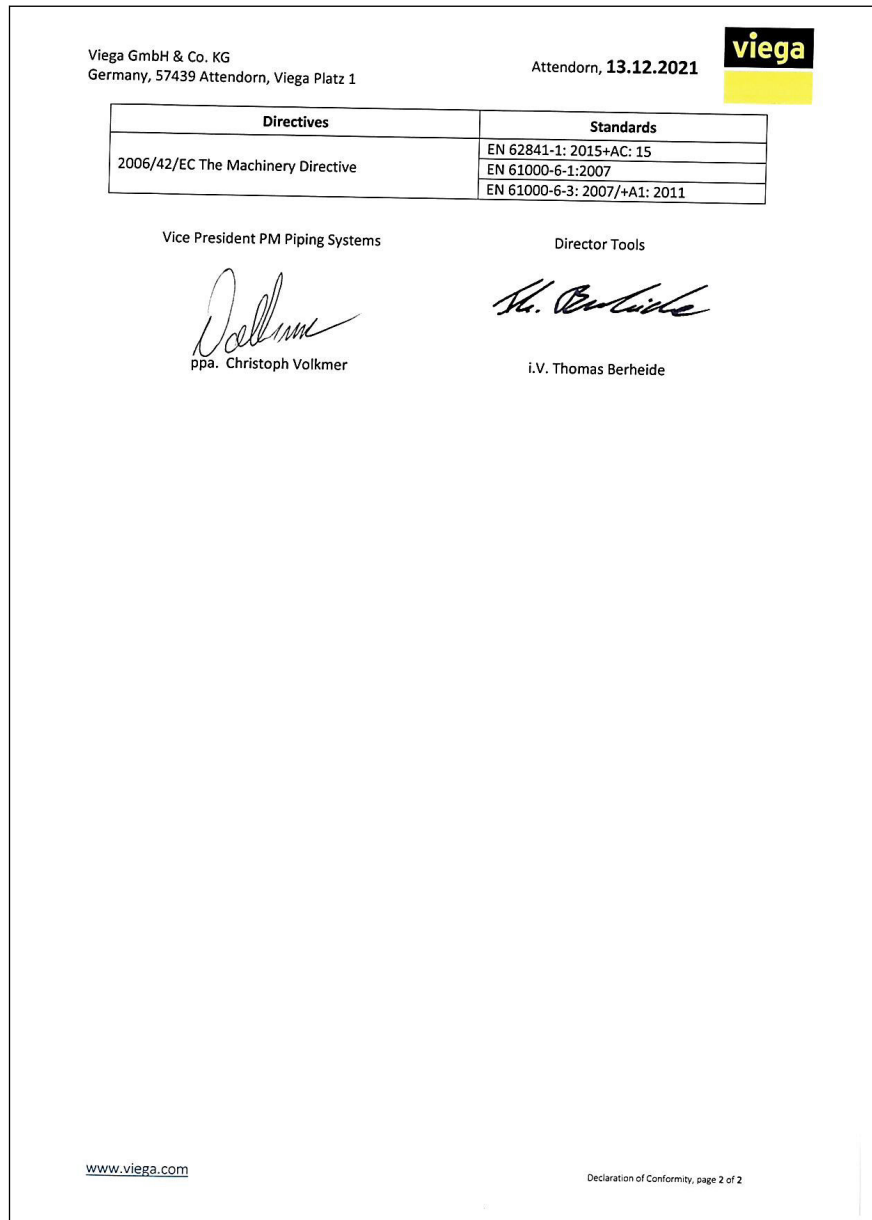 Viega GmbH & Co. KG
Germany, 57439 Attendorn, Viega Platz 1
Attendorn, 13.12.2021
viega
Directives
Standards
2006/42/EC The Machinery Directive
EN 62841-1: 2015+AC: 15
EN 61000-6-1:2007
EN 61000-6-3: 2007/+A1: 2011
Vice President PM Piping Systems
Director Tools
Th. Berheide
ppa. Christoph Volkmer
i.V. Thomas Berheide
www.viega.com
Declaration of Conformity, page 2 of 2